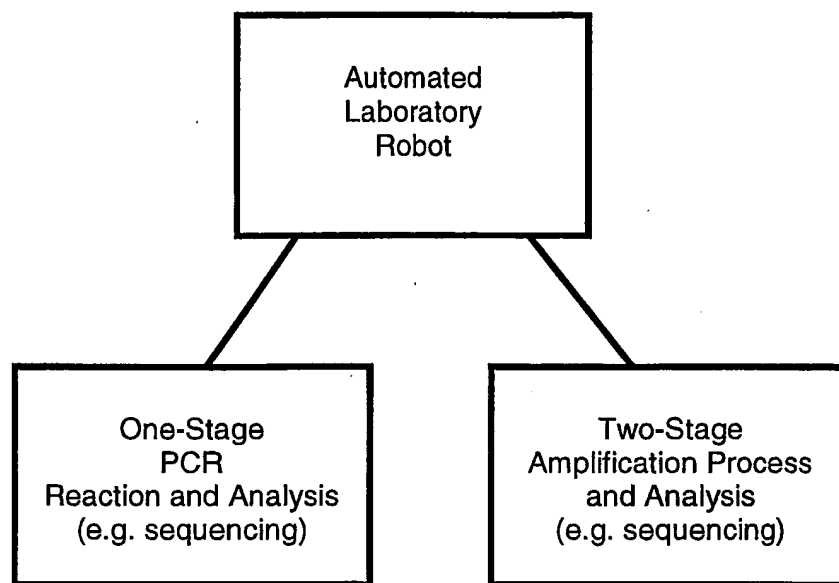 Automated
Laboratory
Robot
One-Stage
PCR
Reaction and Analysis
(e.g. sequencing)
Two-Stage
Amplification Process
and Analysis
(e.g. sequencing)